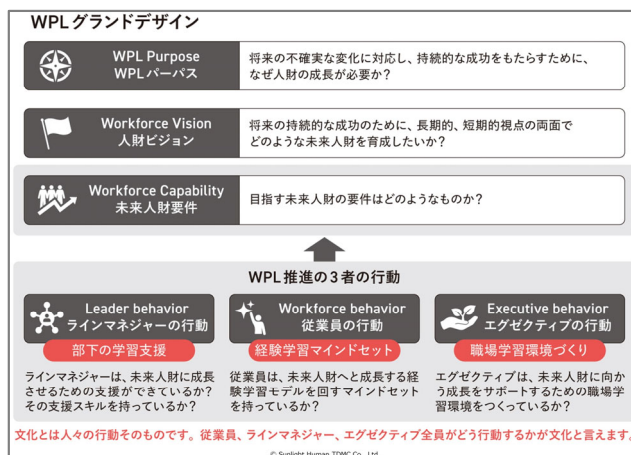 WPLグランドデザイン
WPL Purpose
WPLパーパス
将来の不確実な変化に対応し、持続的な成功をもたらすために、
なぜ人財の成長が必要か?
Workforce Vision
人財ビジョン
将来の持続的な成功のために、長期的、短期的視点の両面で
どのような未来人財を育成したいか?
Workforce Capability
未来人財要件
目指す未来人財の要件はどのようなものか?
WPL推進の3者の行動
Leader behavior
ラインマネジャーの行動
部下の学習支援
ラインマネジャーは、未来人財に成長
させるための支援ができているか?
その支援スキルを持っているか?
Workforce behavior
従業員の行動
経験学習マインドセット
従業員は、未来人財へと成長する経
験学習モデルを回すマインドセット
を持っているか?
Executive behavior
エグゼクティブの行動
職場学習環境づくり
エグゼクティブは、未来人財に向か
う成長をサポートするための職場学
習環境をつくっているか?
文化とは人々の行動そのものです。従業員、ラインマネジャー、エグゼクティブ全員がどう行動するかが文化と言えます。
© Sunlight Human TDMC Co., Ltd.